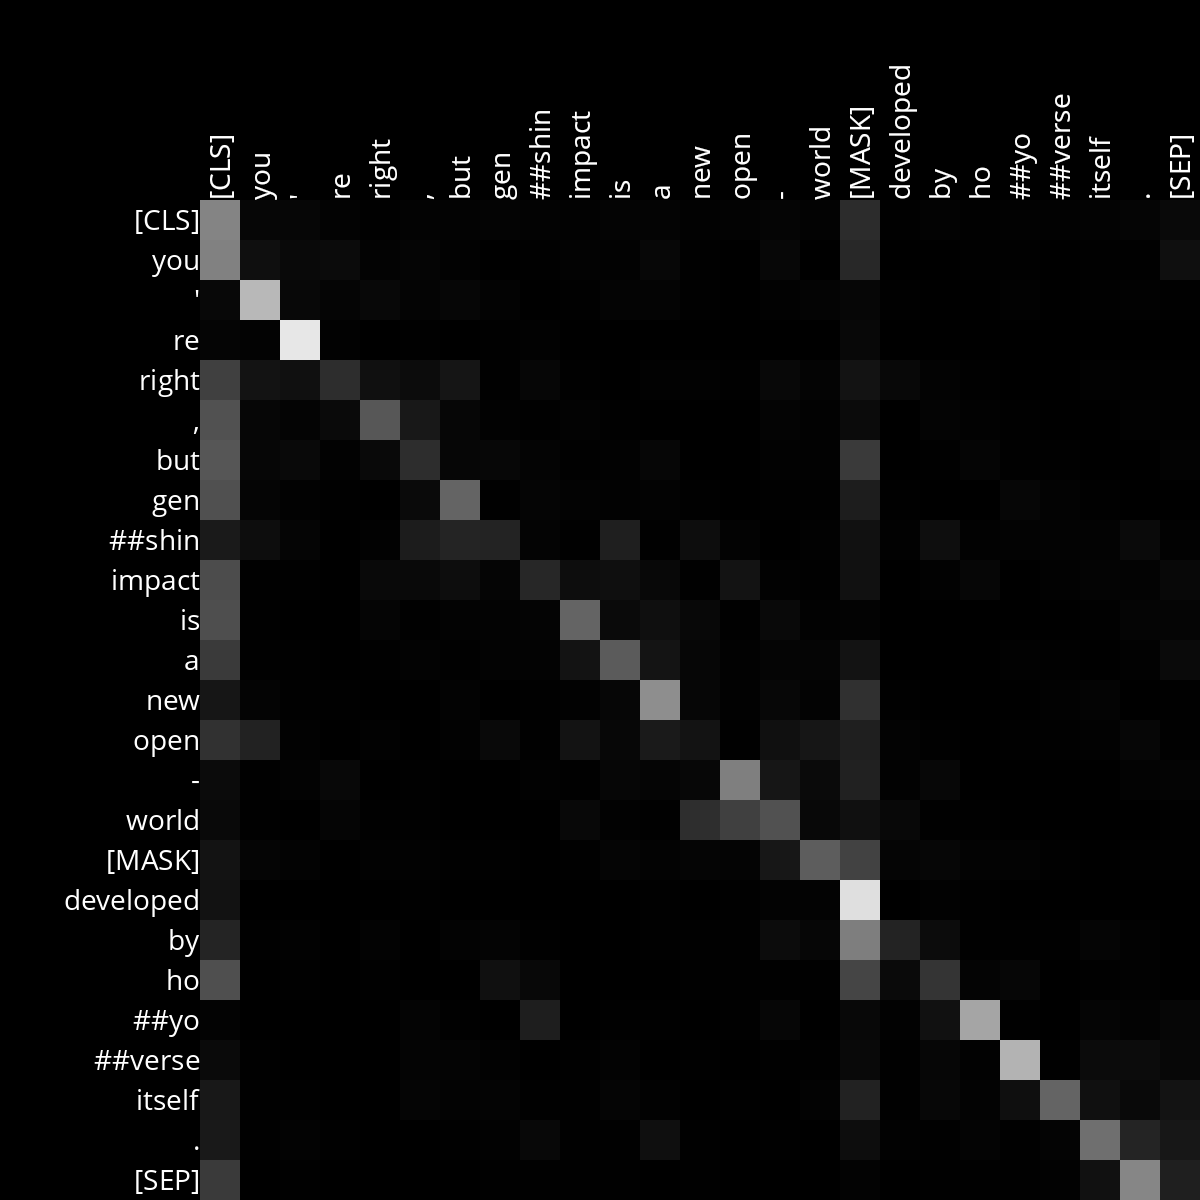 [CLS] you ' re right , but gen ##shin impact is a new open - world [MASK] developed by ho ##yo ##verse itself . [SEP]
[CLS]
you
'
re
right
,
but
gen
##shin
impact
is
a
new
open
-
world
[MASK]
developed
by
ho
##yo
##verse
itself
.
[SEP]